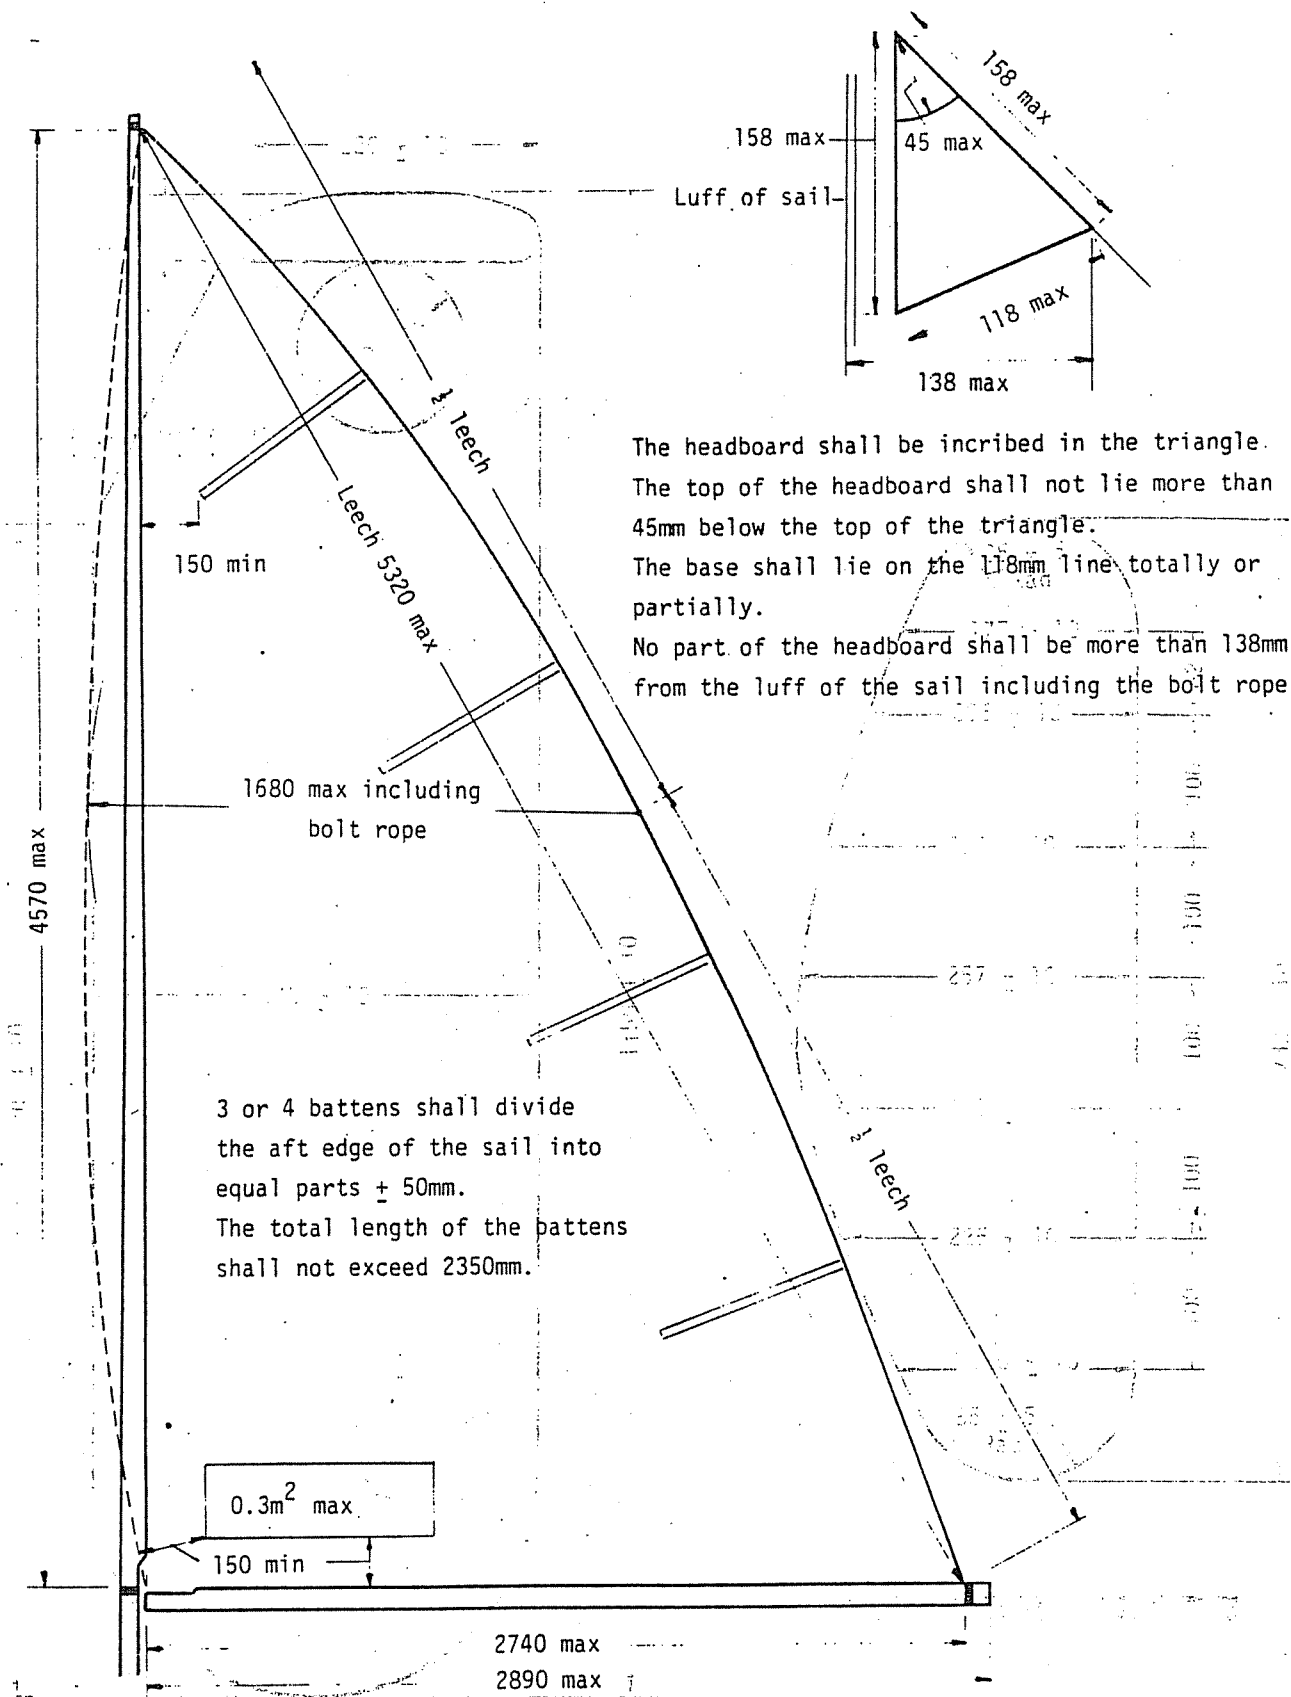 158 max
158 max
45 max
Luff of sail
118 max
138 max
½ leech
Leech 5320 max
The headboard shall be incribed in the triangle.
The top of the headboard shall not lie more than
45mm below the top of the triangle.
The base shall lie on the 118mm line totally or
partially.
No part of the headboard shall be more than 138mm
from the luff of the sail including the bolt rope
150 min
1680 max including
bolt rope
4570 max
3 or 4 battens shall divide
the aft edge of the sail into
equal parts ± 50mm.
The total length of the battens
shall not exceed 2350mm.
½ leech
0.3m² max
150 min
2740 max
2890 max